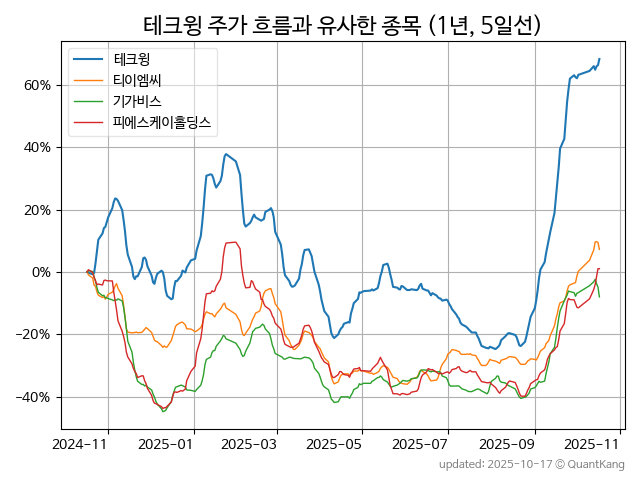 테크윙 주가 흐름과 유사한 종목 (1년, 5일선)
테크윙
티이엠씨
기가비스
피에스케이홀딩스
60%
40%
20%
0%
−20%
−40%
2024-11 2025-01 2025-03 2025-05 2025-07 2025-09 2025-11
updated: 2025-10-17 © QuantKang